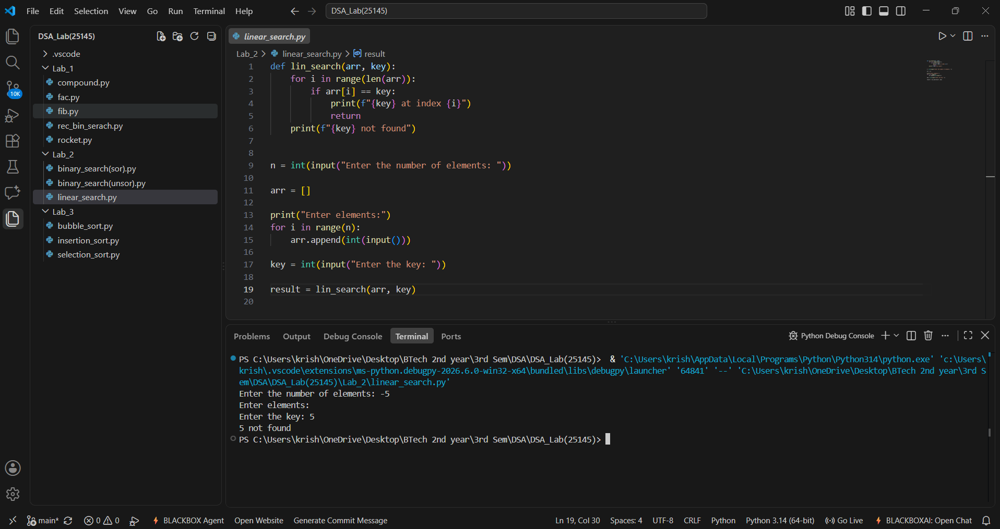 File Edit Selection View Go Run Terminal Help
DSA_Lab(25145)
DSA_Lab(25145)
.vscode
Lab_1
compound.py
fac.py
fib.py
rec_bin_serach.py
rocket.py
Lab_2
binary_search(sor).py
binary_search(unsor).py
linear_search.py
Lab_3
bubble_sort.py
insertion_sort.py
selection_sort.py
10K
linear_search.py
Lab_2 > linear_search.py > result
1 def lin_search(arr, key):
2 for i in range(len(arr)):
3 if arr[i] == key:
4 print(f"{key} at index {i}")
5 return
6 print(f"{key} not found")
7
8
9 n = int(input("Enter the number of elements: "))
10
11 arr = []
12
13 print("Enter elements:")
14 for i in range(n):
15 arr.append(int(input()))
16
17 key = int(input("Enter the key: "))
18
19 result = lin_search(arr, key)
20
Problems Output Debug Console Terminal Ports
Python Debug Console
PS C:\Users\krish\OneDrive\Desktop\BTech 2nd year\3rd Sem\DSA\DSA_Lab(25145)> & 'C:\Users\krish\AppData\Local\Programs\Python\Python314\python.exe' 'c:\Users\
krish\.vscode\extensions\ms-python.debugpy-2026.6.0-win32-x64\bundled\libs\debugpy\launcher' '64841' '--' 'C:\Users\krish\OneDrive\Desktop\BTech 2nd year\3rd S
em\DSA\DSA_Lab(25145)\Lab_2\linear_search.py'
Enter the number of elements: -5
Enter elements:
Enter the key: 5
5 not found
PS C:\Users\krish\OneDrive\Desktop\BTech 2nd year\3rd Sem\DSA\DSA_Lab(25145)>
main* 0 0 BLACKBOX Agent Open Website Generate Commit Message Ln 19, Col 30 Spaces: 4 UTF-8 CRLF Python Python 3.14 (64-bit) Go Live BLACKBOXAI: Open Chat